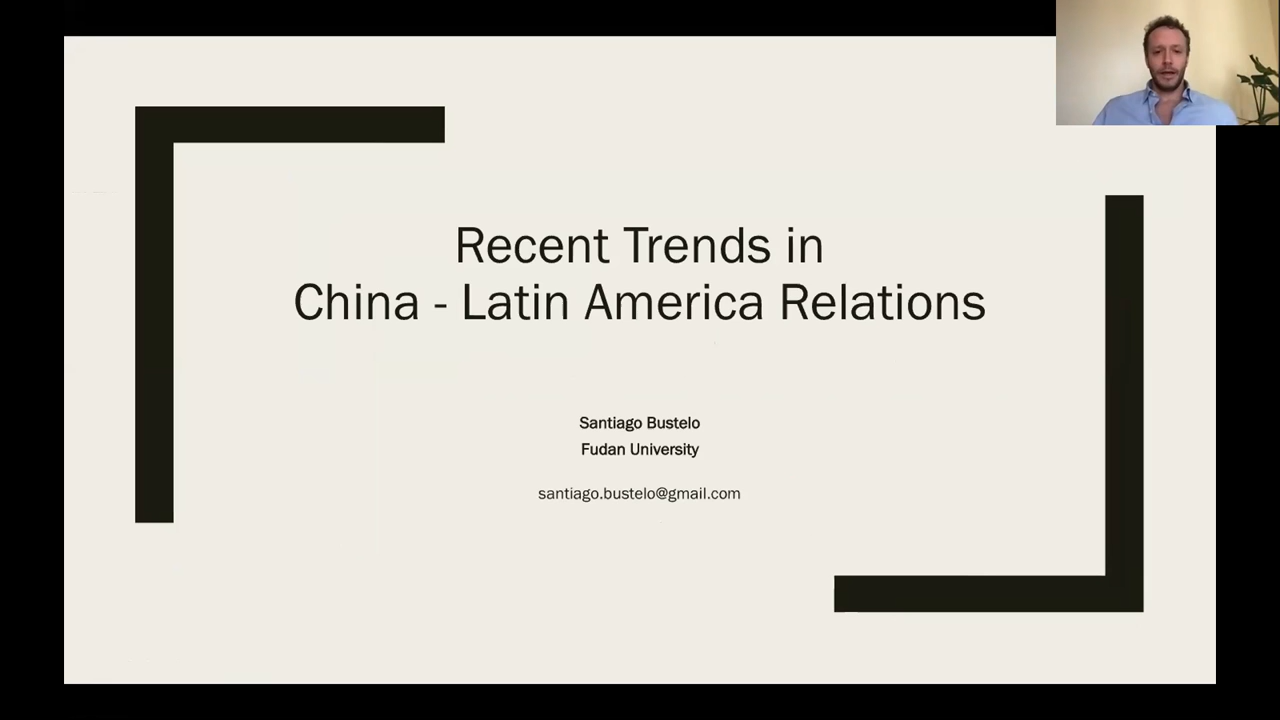 Recent Trends in
China - Latin America Relations
Santiago Bustelo
Fudan University
santiago.bustelo@gmail.com